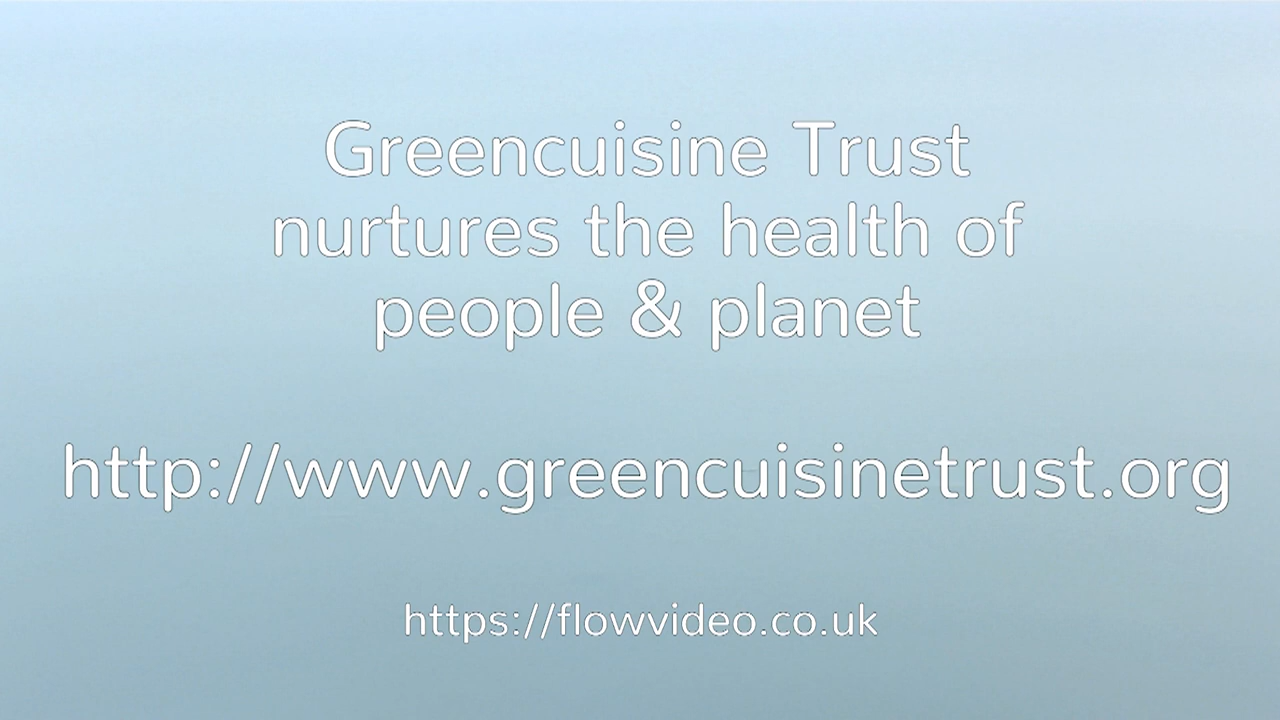 Greencuisine Trust
nurtures the health of
people & planet
http://www.greencuisinetrust.org
https://flowvideo.co.uk